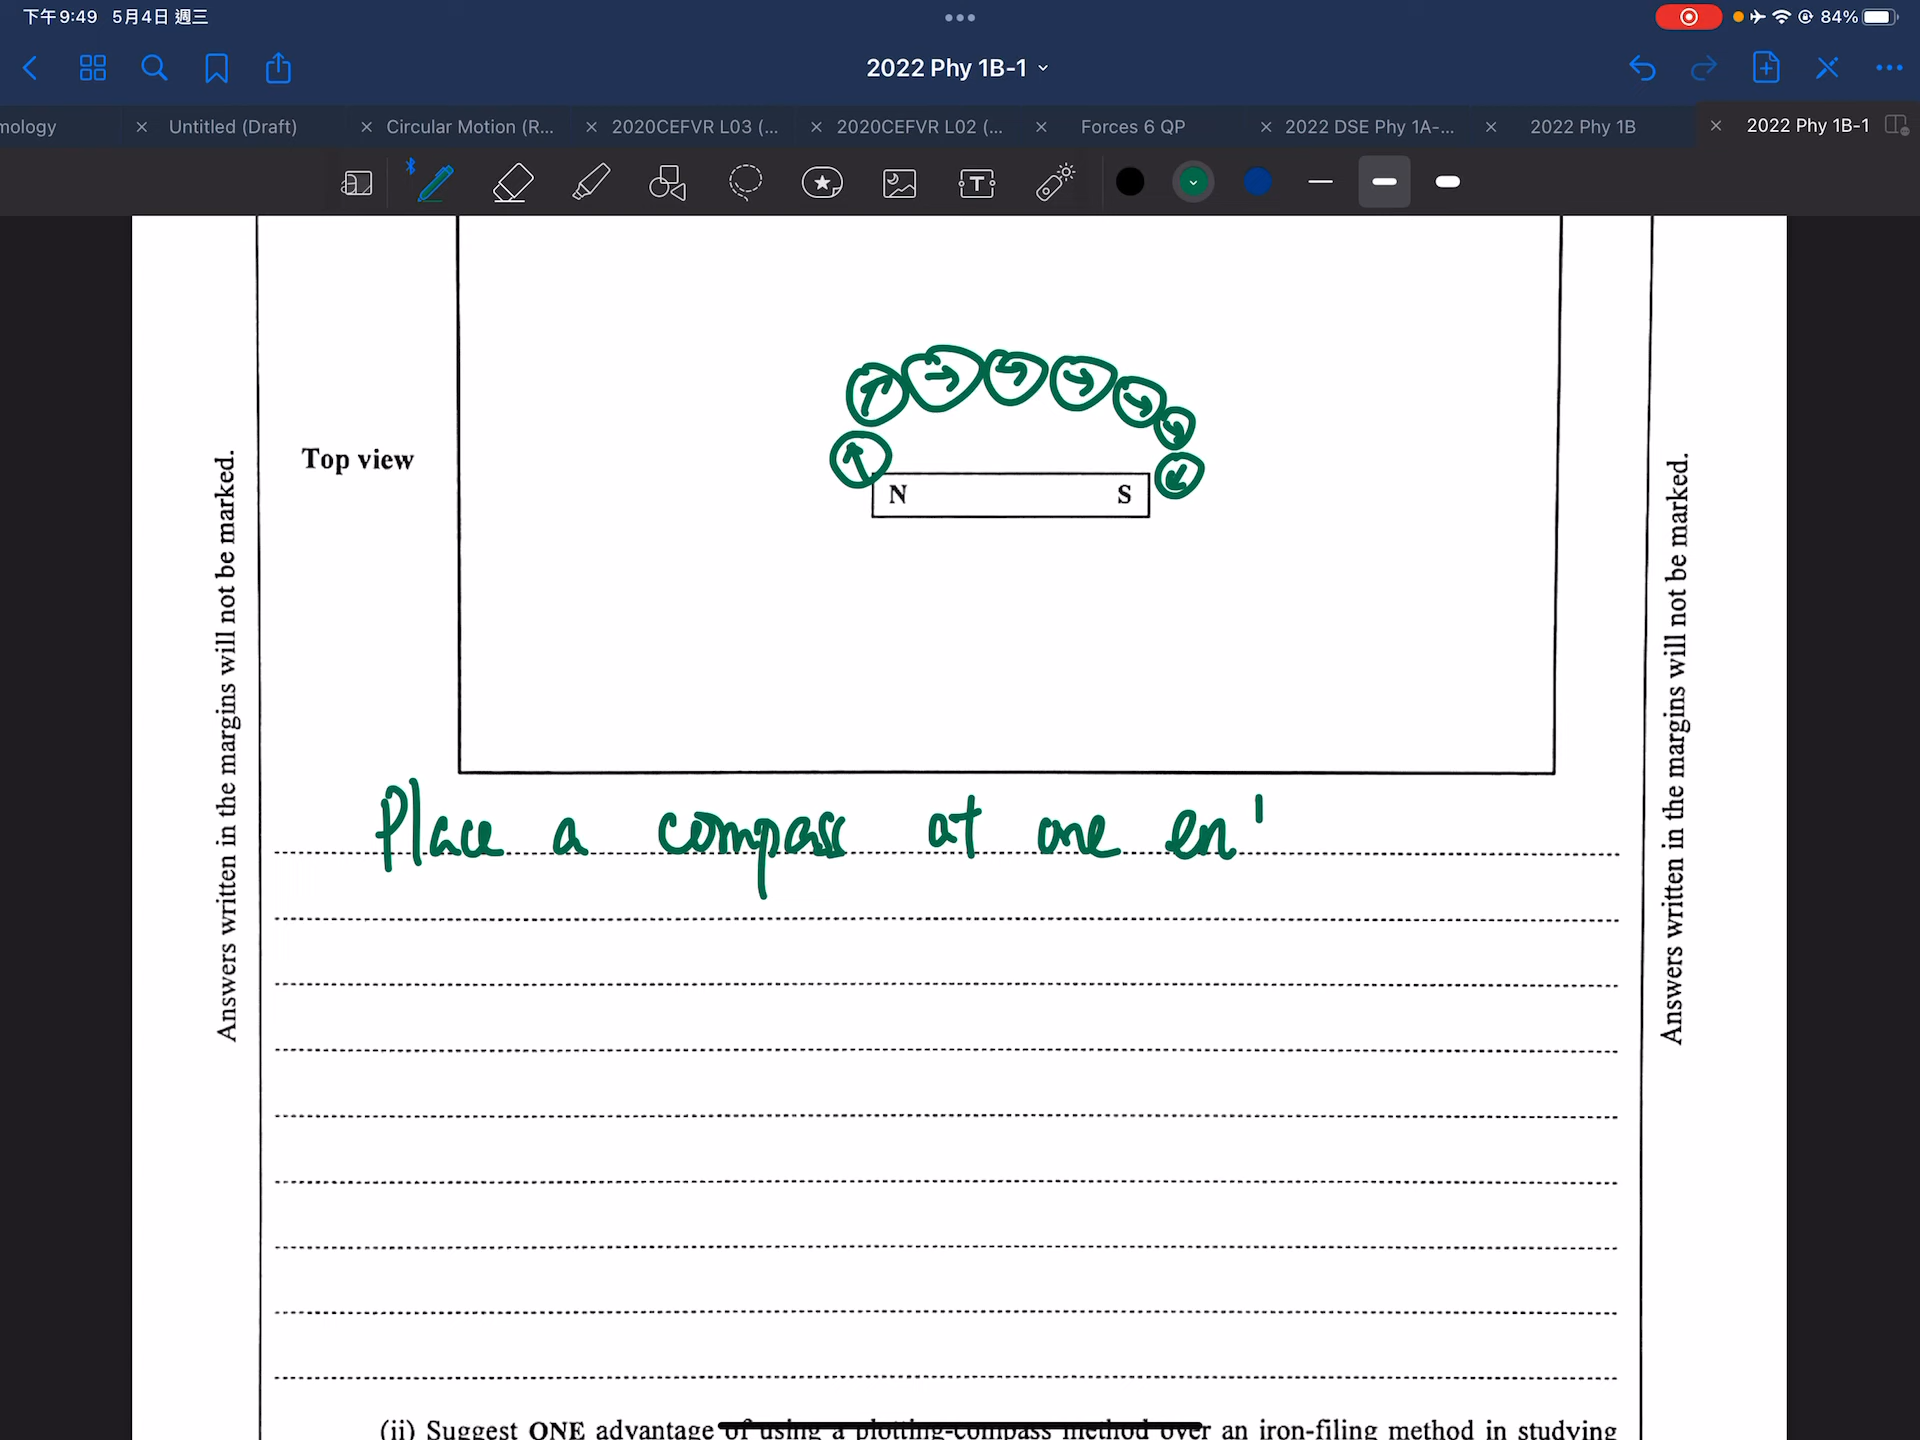 下午9:49 5月4日 週三
84%
2022 Phy 1B-1
mology
Untitled (Draft)
Circular Motion (R...
2020CEFVR L03 (...
2020CEFVR L02 (...
Forces 6 QP
2022 DSE Phy 1A-...
2022 Phy 1B
2022 Phy 1B-1
Answers written in the margins will not be marked.
Top view
N S
Answers written in the margins will not be marked.
Place a compass at one en
(ii) Suggest ONE advantage of using a plotting-compass method over an iron-filing method in studying